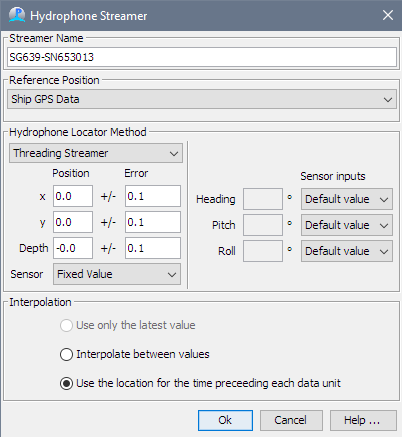 Hydrophone Streamer
Streamer Name
SG639-SN653013
Reference Position
Ship GPS Data
Hydrophone Locator Method
Threading Streamer
Position Error
x 0.0 +/- 0.1
y 0.0 +/- 0.1
Depth -0.0 +/- 0.1
Sensor Fixed Value
Sensor inputs
Heading ° Default value
Pitch ° Default value
Roll ° Default value
Interpolation
Use only the latest value
Interpolate between values
Use the location for the time preceeding each data unit
Ok Cancel Help ...